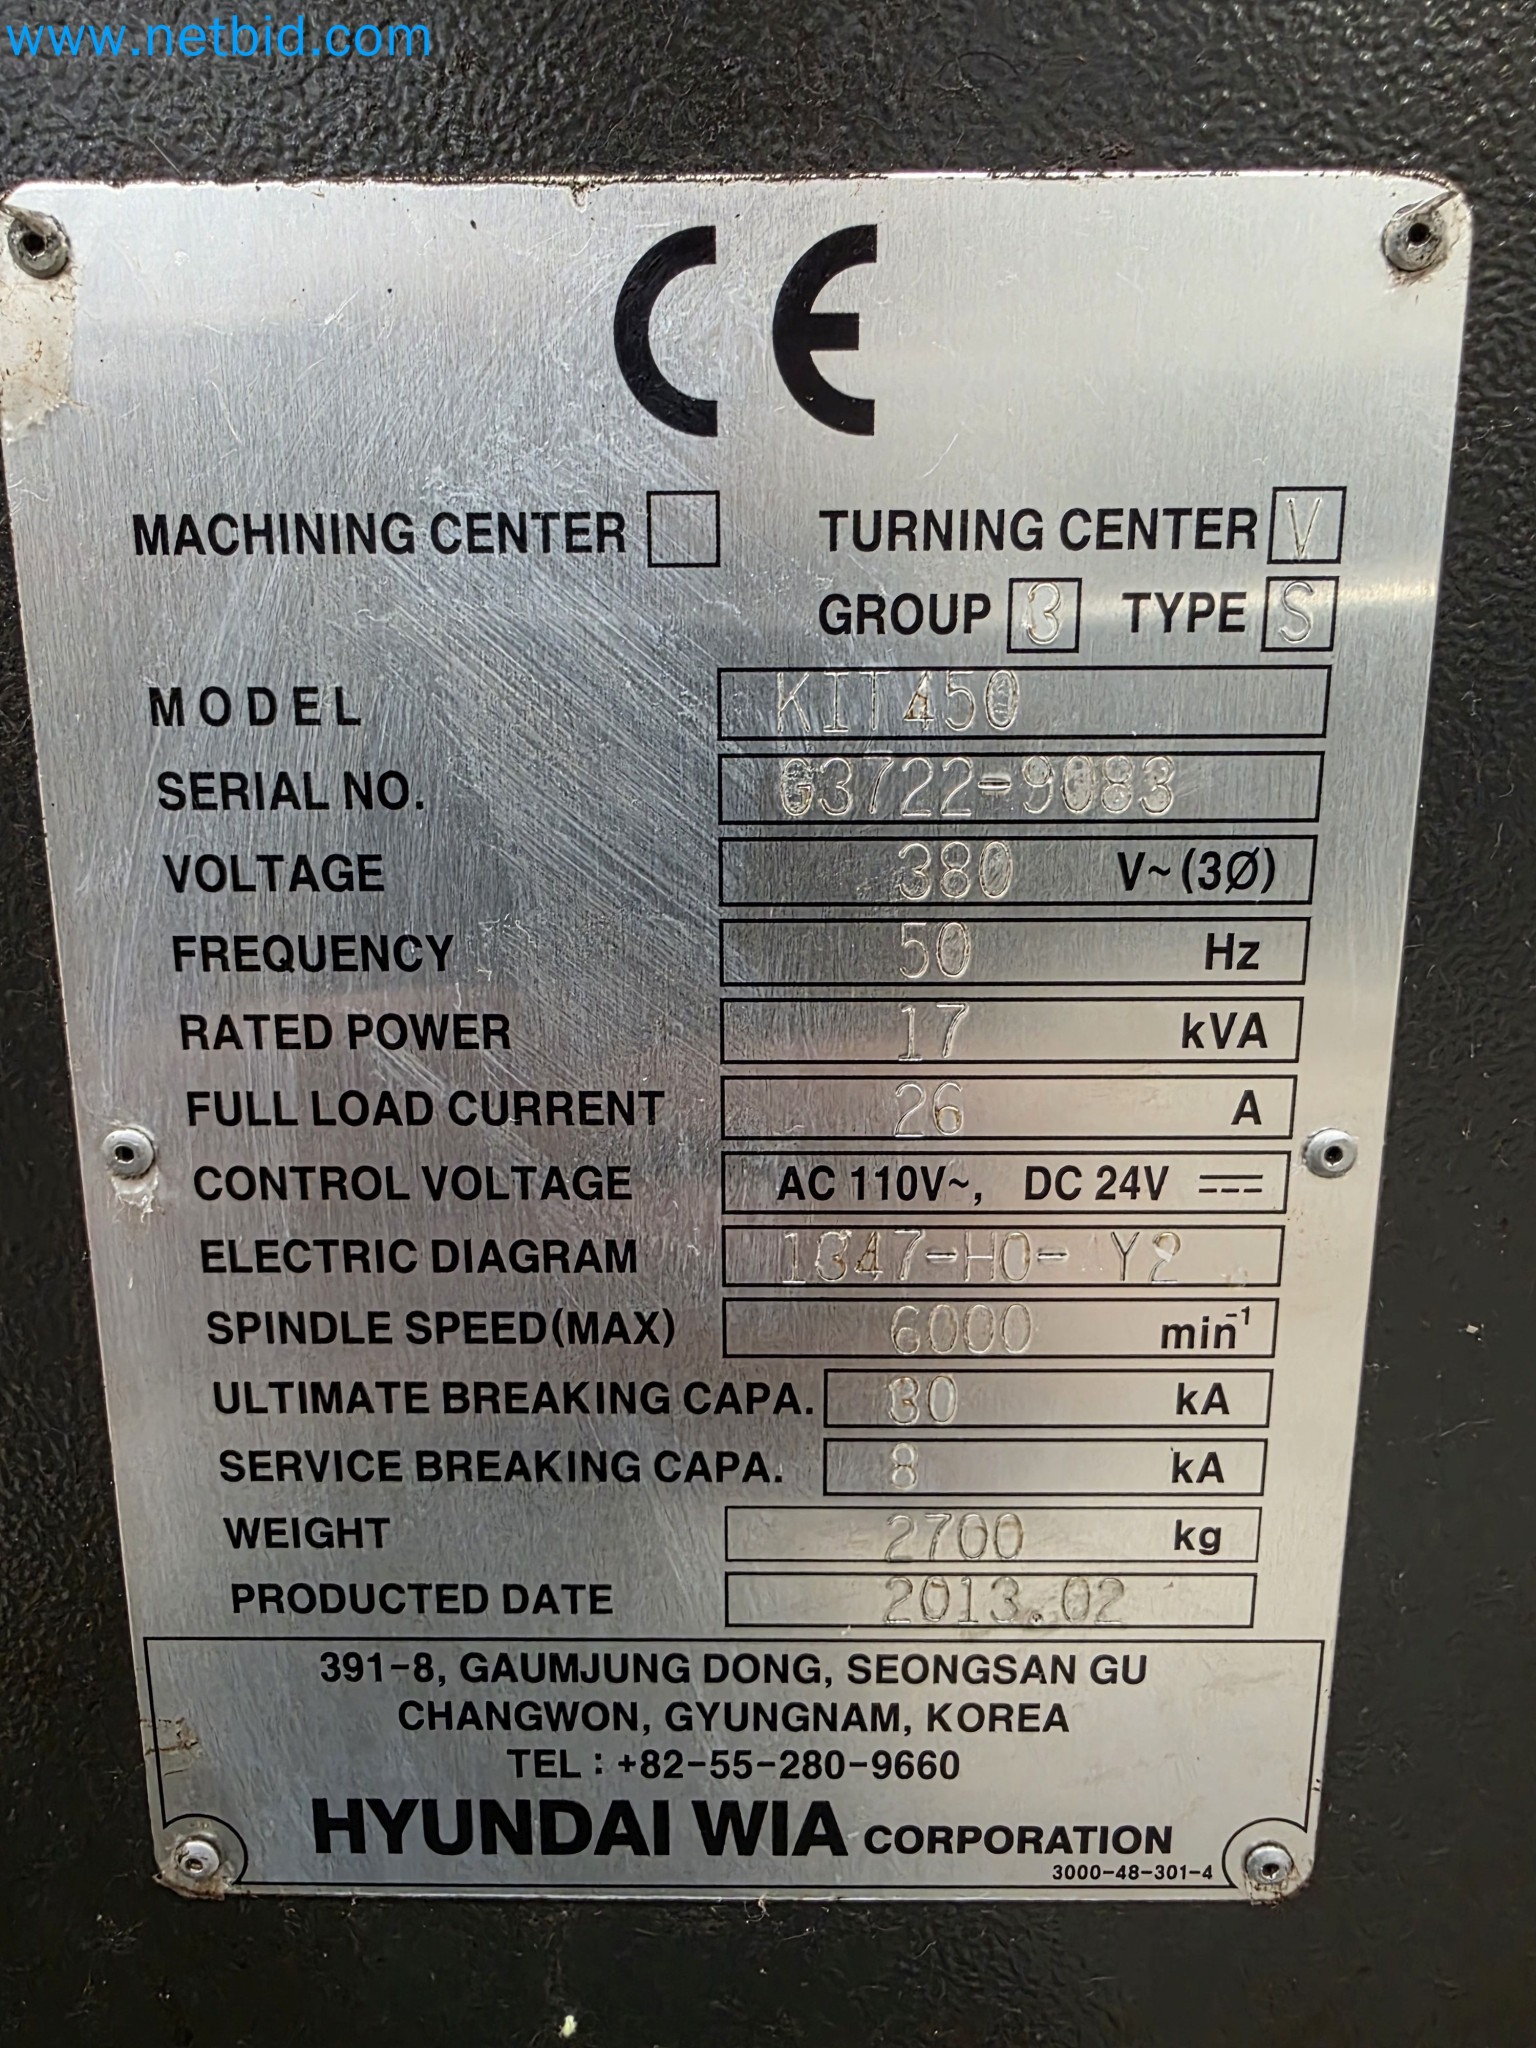 www.netbid.com
CE
MACHINING CENTER TURNING CENTER V
GROUP 3 TYPE S
MODEL KIT450
SERIAL NO. G3722-9083
VOLTAGE 380 V~(3Ø)
FREQUENCY 50 Hz
RATED POWER 17 kVA
FULL LOAD CURRENT 26 A
CONTROL VOLTAGE AC 110V~, DC 24V
ELECTRIC DIAGRAM Y2
SPINDLE SPEED(MAX) 6000 min⁻¹
ULTIMATE BREAKING CAPA. 30 kA
SERVICE BREAKING CAPA. 8 kA
WEIGHT 2700 kg
PRODUCTED DATE 2013.02
391-8, GAUMJUNG DONG, SEONGSAN GU
CHANGWON, GYUNGNAM, KOREA
TEL : +82-55-280-9660
HYUNDAI WIA CORPORATION
3000-48-301-4